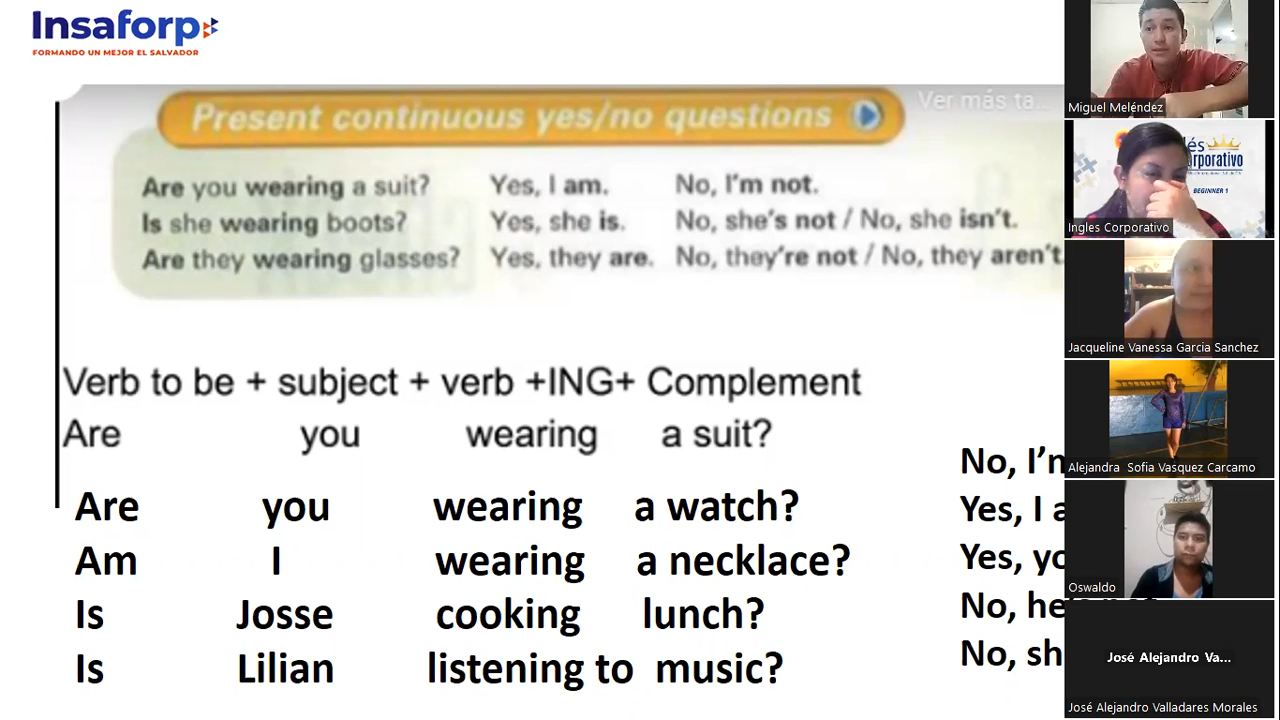 Insaforp
FORMANDO UN MEJOR EL SALVADOR
Present continuous yes/no questions
Ver más ta...
Are you wearing a suit? Yes, I am. No, I'm not.
Is she wearing boots? Yes, she is. No, she's not / No, she isn't.
Are they wearing glasses? Yes, they are. No, they're not / No, they aren't.
Verb to be + subject + verb +ING+ Complement
Are you wearing a suit?
No, I'm
Are you wearing a watch? Yes, I
Am I wearing a necklace? Yes,
Is Josse cooking lunch? No,
Is Lilian listening to music? No,
Miguel Meléndez
BEGINNER 1
Ingles Corporativo
Jacqueline Vanessa Garcia Sanchez
Alejandra Sofia Vasquez Carcamo
Oswaldo
José Alejandro Va...
José Alejandro Valladares Morales